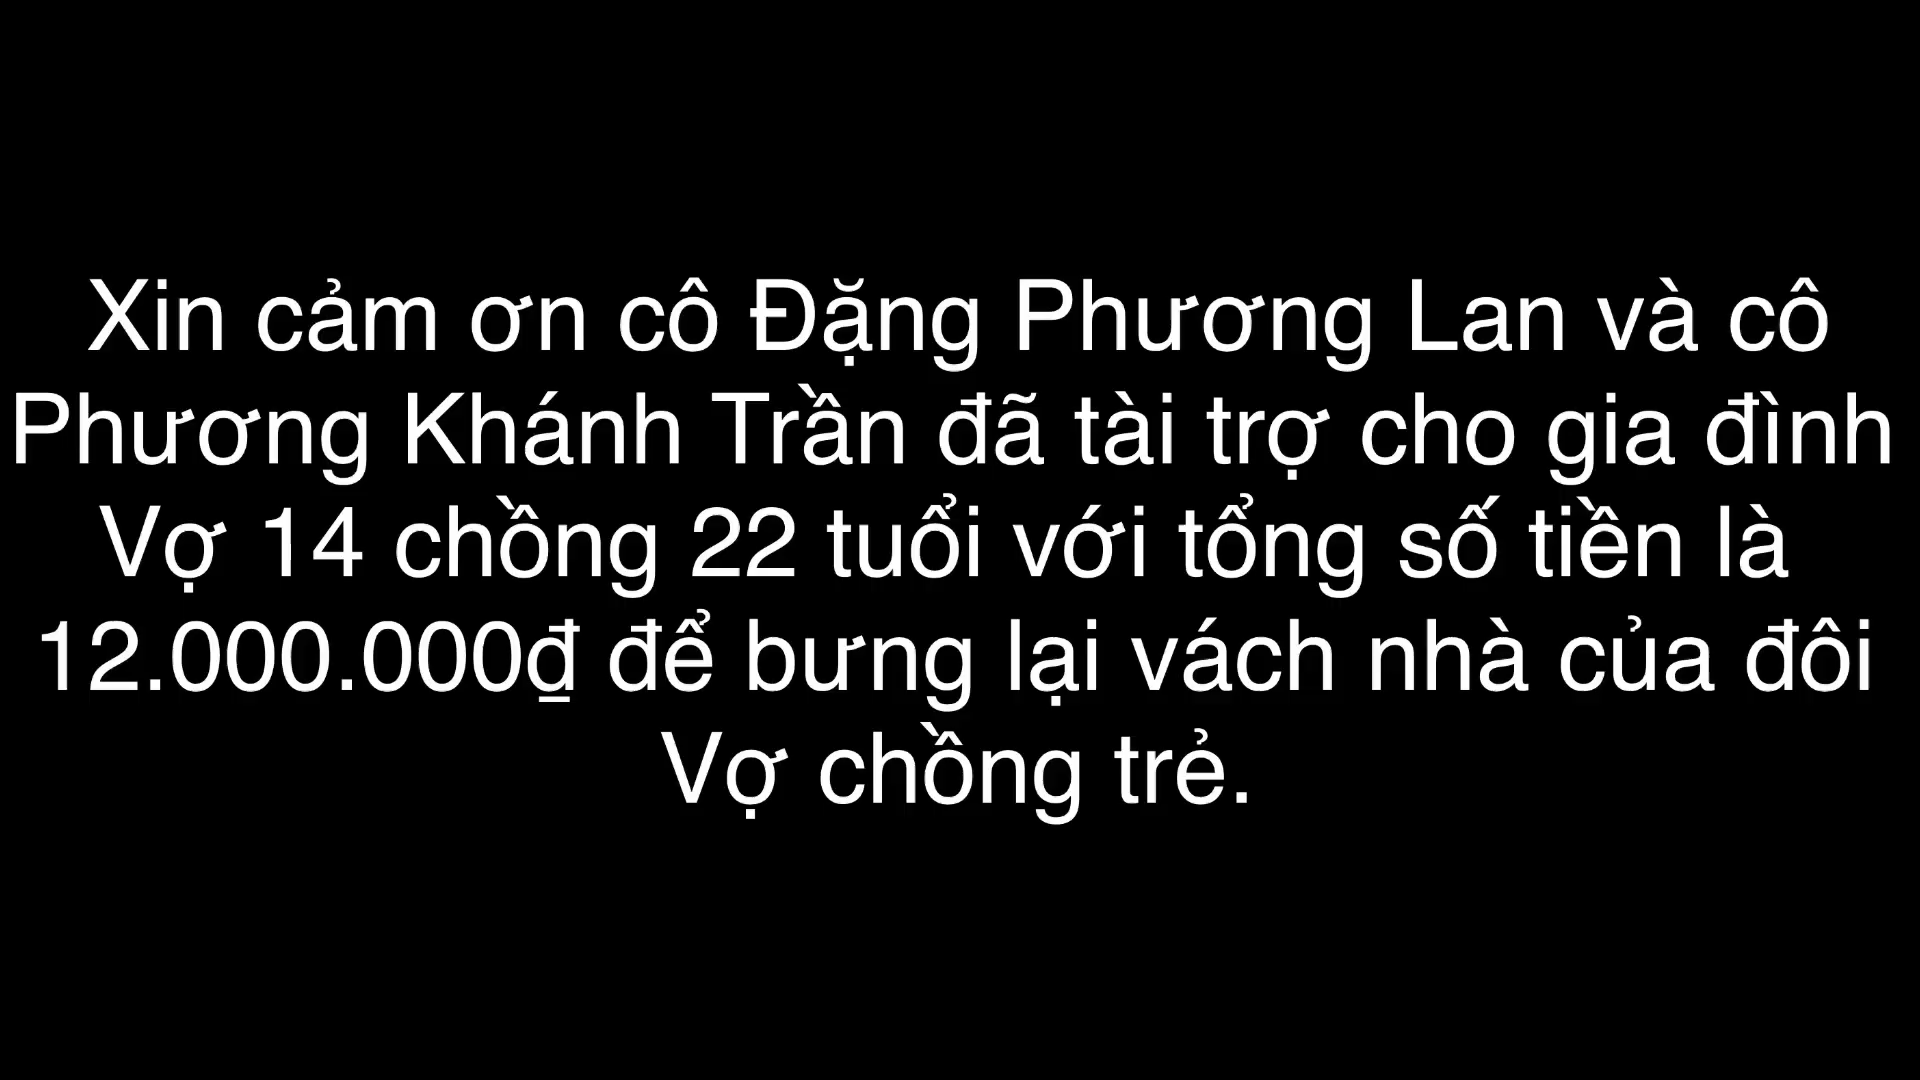 Xin cảm ơn cô Đặng Phương Lan và cô
Phương Khánh Trần đã tài trợ cho gia đình
Vợ 14 chồng 22 tuổi với tổng số tiền là
12.000.000₫ để bưng lại vách nhà của đôi
Vợ chồng trẻ.